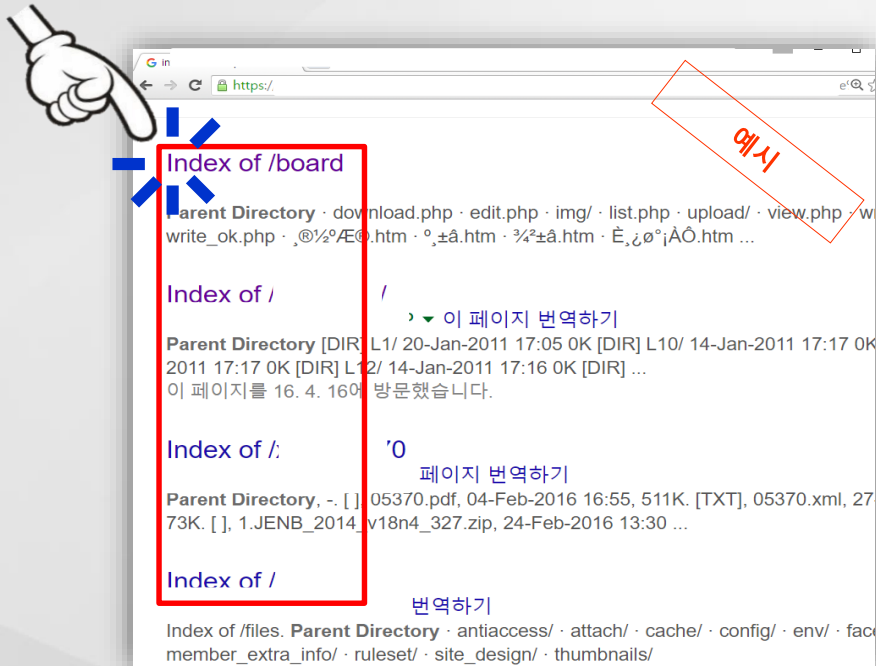 in
https:/
예시
Index of /board
Parent Directory · download.php · edit.php · img/ · list.php · upload/ · view.php ·
write_ok.php · ¸®½ºÆ®.htm · º¸±â.htm · ¾²±â.htm · È¸¿ø°¡ÀÔ.htm ...
Index of / /
이 페이지 번역하기
Parent Directory [DIR] L1/ 20-Jan-2011 17:05 0K [DIR] L10/ 14-Jan-2011 17:17 0K
2011 17:17 0K [DIR] L12/ 14-Jan-2011 17:16 0K [DIR] ...
이 페이지를 16. 4. 16에 방문했습니다.
Index of / 0
페이지 번역하기
Parent Directory, -. [ ], 05370.pdf, 04-Feb-2016 16:55, 511K. [TXT], 05370.xml, 27
73K. [ ], 1.JENB_2014_v18n4_327.zip, 24-Feb-2016 13:30 ...
Index of /
번역하기
Index of /files. Parent Directory · antiaccess/ · attach/ · cache/ · config/ · env/ · face
member_extra_info/ · ruleset/ · site_design/ · thumbnails/